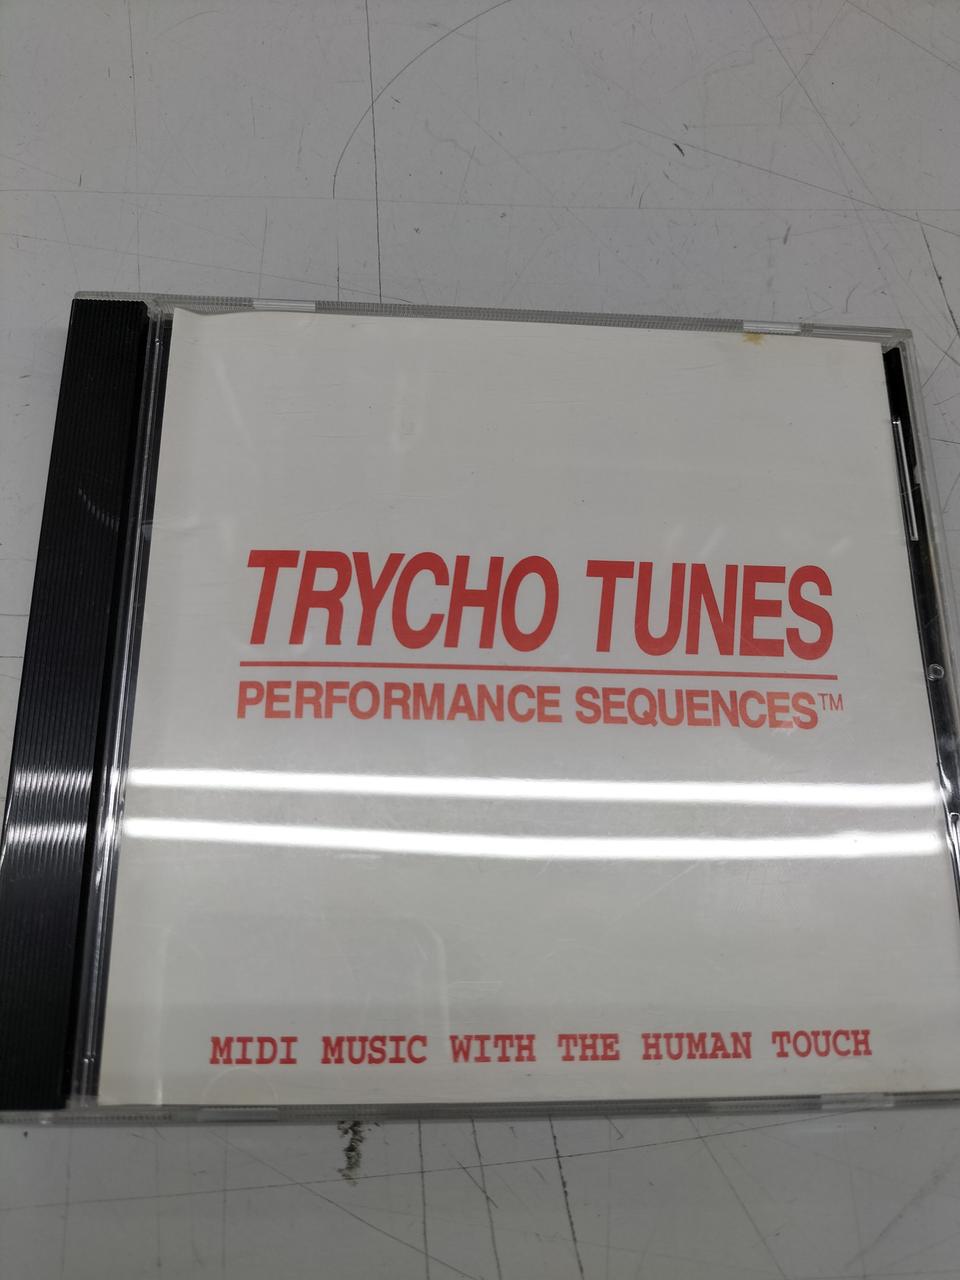 TRYCHO TUNES
PERFORMANCE SEQUENCES™
MIDI MUSIC WITH THE HUMAN TOUCH